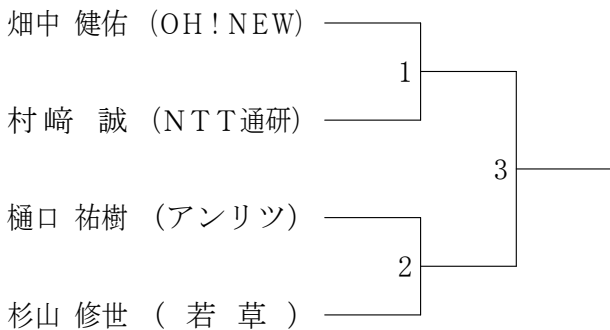 畑中 健佑 (OH！NEW)
1
村﨑 誠 (ＮＴＴ通研)
3
樋口 祐樹 (アンリツ)
2
杉山 修世 ( 若 草 )